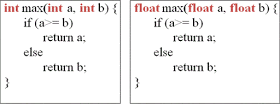 int max(int a, int b) {
if (a>= b)
return a;
else
return b;
}
float max(float a, float b) {
if (a>= b)
return a;
else
return b;
}